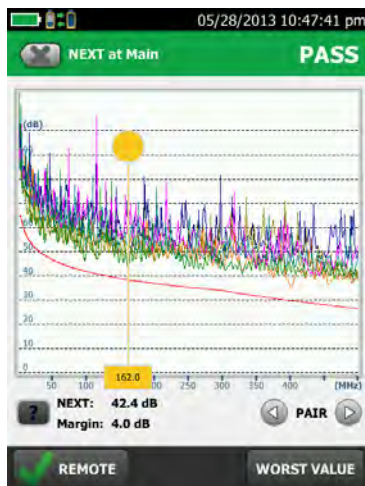 05/28/2013 10:47:41 pm
NEXT at Main
PASS
(dB)
60
50
40
30
20
10
0
50 100 162.0 200 250 300 350 400 (MHz)
NEXT: 42.4 dB
Margin: 4.0 dB
?
PAIR
REMOTE
WORST VALUE